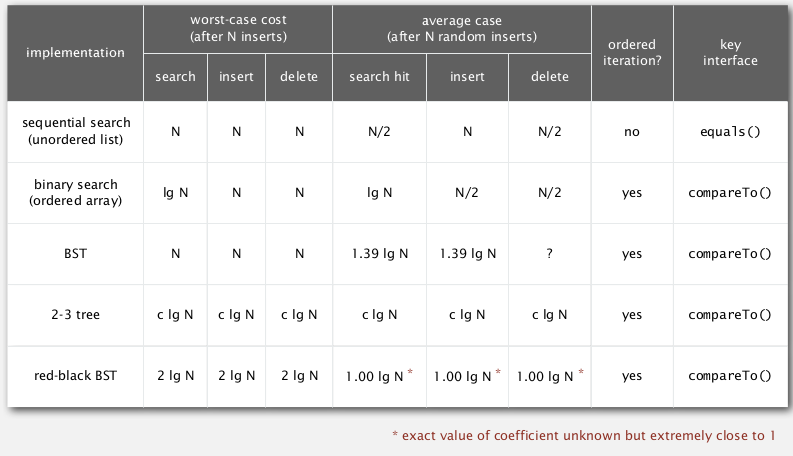 implementation
worst-case cost
(after N inserts)
average case
(after N random inserts)
ordered
iteration?
key
interface
search insert delete search hit insert delete
sequential search
(unordered list)
N N N N/2 N N/2 no equals()
binary search
(ordered array)
lg N N N lg N N/2 N/2 yes compareTo()
BST N N N 1.39 lg N 1.39 lg N ? yes compareTo()
2-3 tree c lg N c lg N c lg N c lg N c lg N c lg N yes compareTo()
red-black BST 2 lg N 2 lg N 2 lg N 1.00 lg N * 1.00 lg N * 1.00 lg N * yes compareTo()
* exact value of coefficient unknown but extremely close to 1